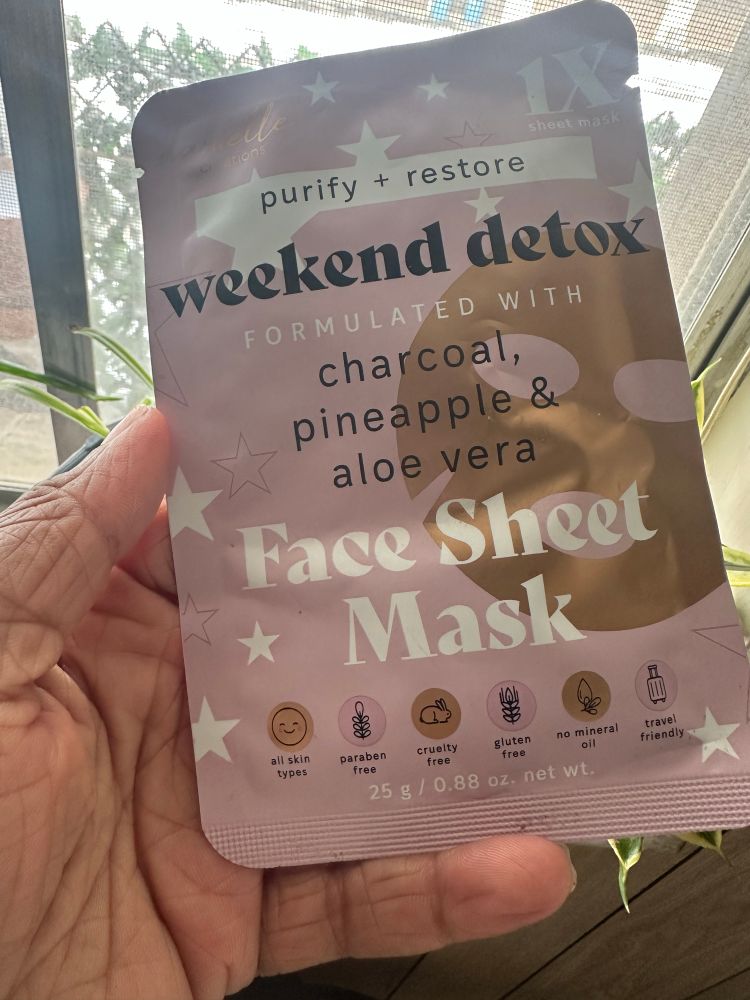 1X
sheet mask
purify + restore
weekend detox
FORMULATED WITH
charcoal,
pineapple &
aloe vera
Face Sheet
Mask
all skin
types
paraben
free
cruelty
free
gluten
free
no mineral
oil
travel
friendly
25 g / 0.88 oz. net wt.